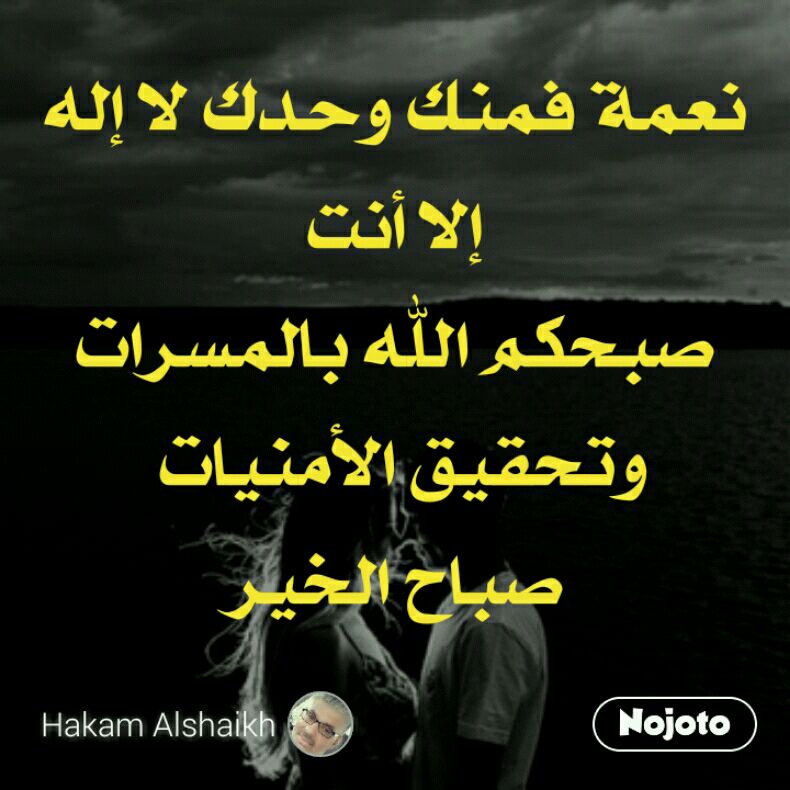 نعمة فمنك وحدك لا إله
إلا أنت
صبحكم الله بالمسرات
وتحقيق الأمنيات
صباح الخير
Hakam Alshaikh
Nojoto